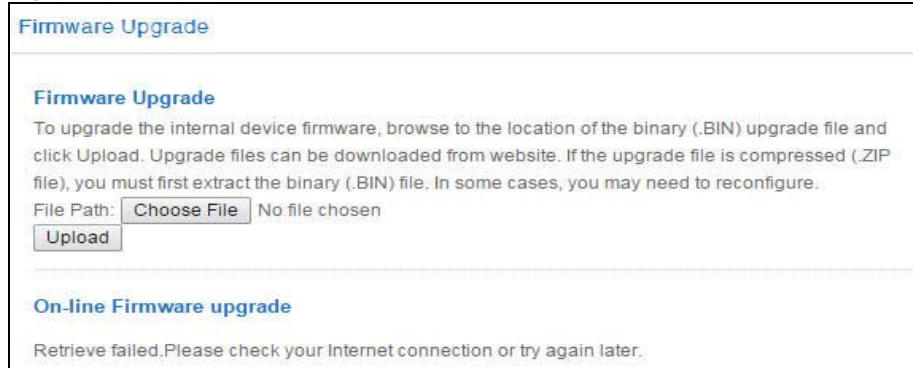 Firmware Upgrade
Firmware Upgrade
To upgrade the internal device firmware, browse to the location of the binary (.BIN) upgrade file and
click Upload. Upgrade files can be downloaded from website. If the upgrade file is compressed (.ZIP
file), you must first extract the binary (.BIN) file. In some cases, you may need to reconfigure.
File Path: Choose File No file chosen
Upload
On-line Firmware upgrade
Retrieve failed.Please check your Internet connection or try again later.